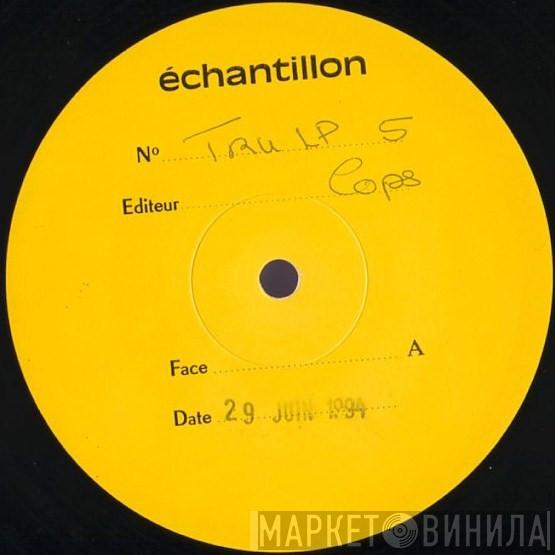 échantillon
Nº TRU LP 5
Editeur Cops
Face A
Date 29 JUIN 1994
МАРКЕТ ВИНИЛА